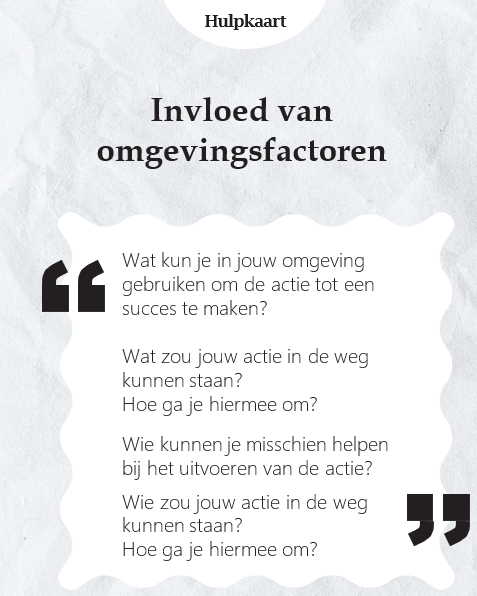 Hulpkaart
Invloed van
omgevingsfactoren
Wat kun je in jouw omgeving
gebruiken om de actie tot een
succes te maken?
Wat zou jouw actie in de weg
kunnen staan?
Hoe ga je hiermee om?
Wie kunnen je misschien helpen
bij het uitvoeren van de actie?
Wie zou jouw actie in de weg
kunnen staan?
Hoe ga je hiermee om?